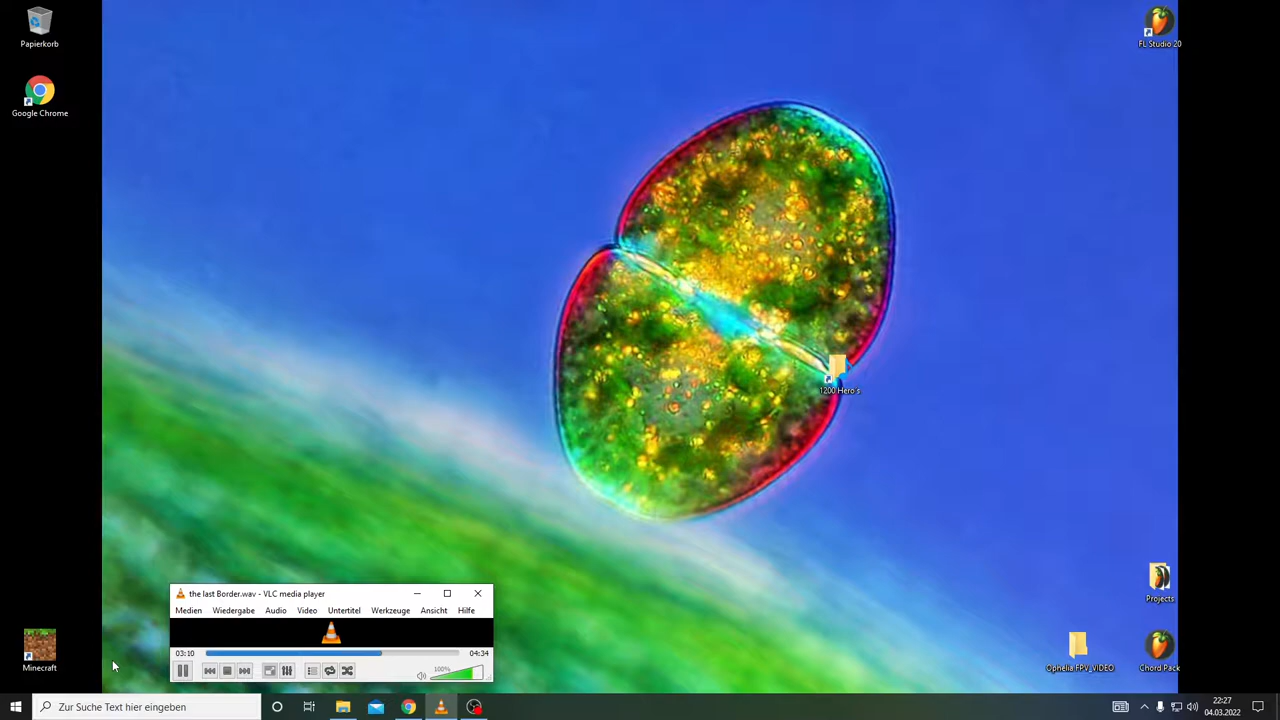 Papierkorb
Google Chrome
FL Studio 20
1200 Hero's
Projects
Ophelia FPV_VIDEO
Chord Pack
Minecraft
the last Border.wav - VLC media player
Medien Wiedergabe Audio Video Untertitel Werkzeuge Ansicht Hilfe
03:10 04:34
100%
Zur Suche Text hier eingeben
22:27
04.03.2022